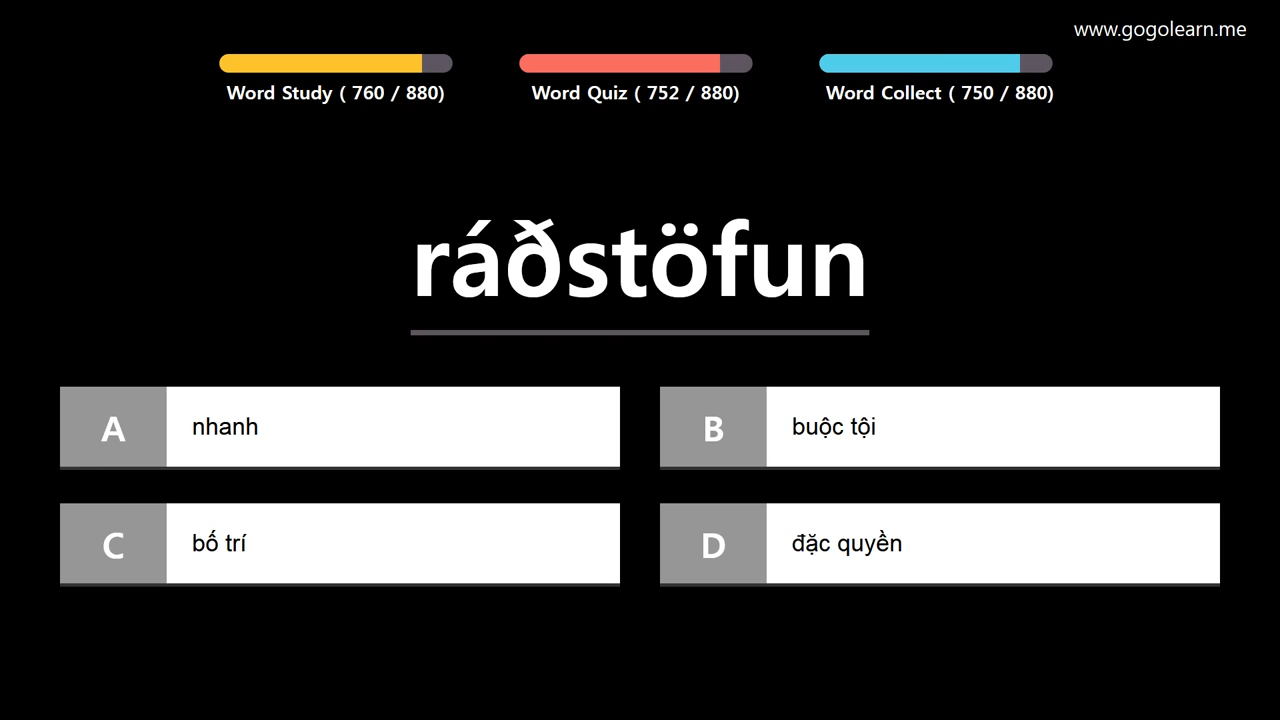 www.gogolearn.me
Word Study ( 760 / 880)
Word Quiz ( 752 / 880)
Word Collect ( 750 / 880)
ráðstöfun
A nhanh
B buộc tội
C bố trí
D đặc quyền